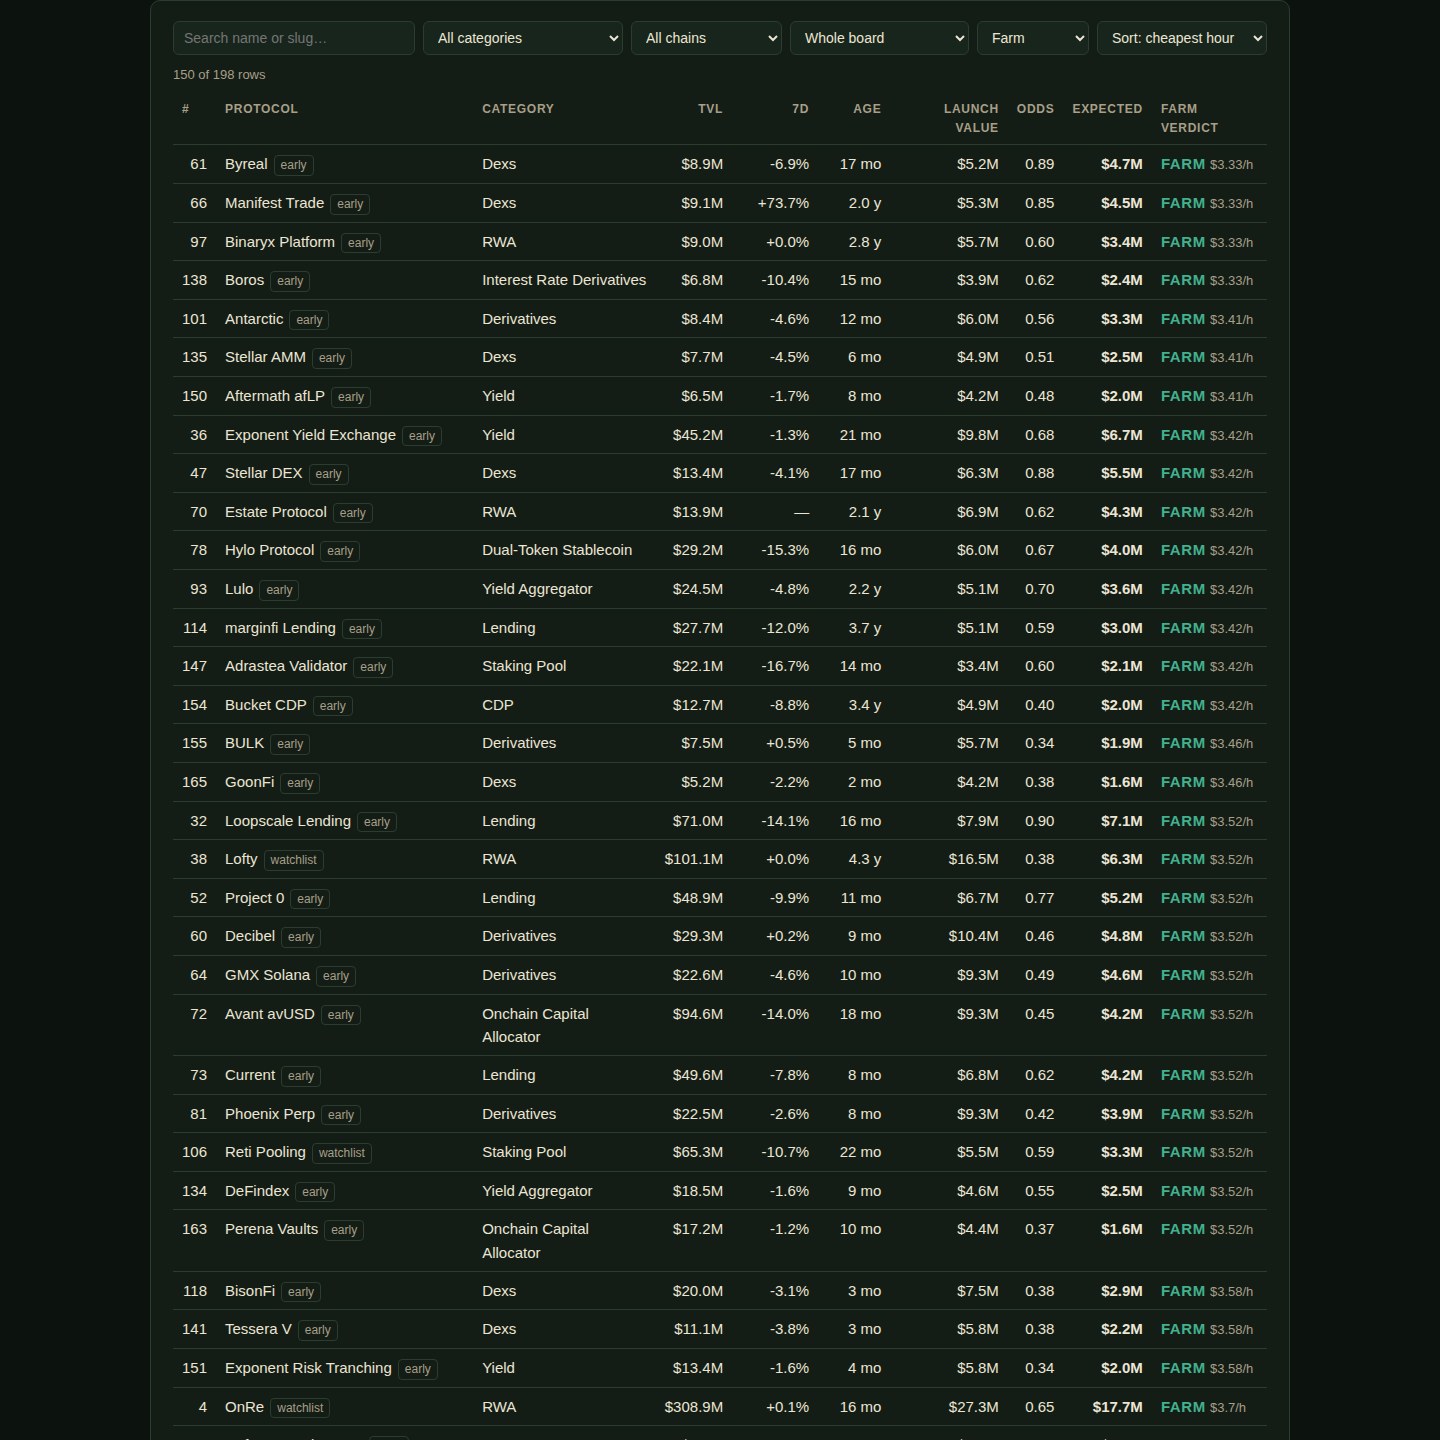 Search name or slug…
All categories
All chains
Whole board
Farm
Sort: cheapest hour
150 of 198 rows
# PROTOCOL CATEGORY TVL 7D AGE LAUNCH VALUE ODDS EXPECTED FARM VERDICT
61 Byreal early Dexs $8.9M -6.9% 17 mo $5.2M 0.89 $4.7M FARM $3.33/h
66 Manifest Trade early Dexs $9.1M +73.7% 2.0 y $5.3M 0.85 $4.5M FARM $3.33/h
97 Binaryx Platform early RWA $9.0M +0.0% 2.8 y $5.7M 0.60 $3.4M FARM $3.33/h
138 Boros early Interest Rate Derivatives $6.8M -10.4% 15 mo $3.9M 0.62 $2.4M FARM $3.33/h
101 Antarctic early Derivatives $8.4M -4.6% 12 mo $6.0M 0.56 $3.3M FARM $3.41/h
135 Stellar AMM early Dexs $7.7M -4.5% 6 mo $4.9M 0.51 $2.5M FARM $3.41/h
150 Aftermath afLP early Yield $6.5M -1.7% 8 mo $4.2M 0.48 $2.0M FARM $3.41/h
36 Exponent Yield Exchange early Yield $45.2M -1.3% 21 mo $9.8M 0.68 $6.7M FARM $3.42/h
47 Stellar DEX early Dexs $13.4M -4.1% 17 mo $6.3M 0.88 $5.5M FARM $3.42/h
70 Estate Protocol early RWA $13.9M — 2.1 y $6.9M 0.62 $4.3M FARM $3.42/h
78 Hylo Protocol early Dual-Token Stablecoin $29.2M -15.3% 16 mo $6.0M 0.67 $4.0M FARM $3.42/h
93 Lulo early Yield Aggregator $24.5M -4.8% 2.2 y $5.1M 0.70 $3.6M FARM $3.42/h
114 marginfi Lending early Lending $27.7M -12.0% 3.7 y $5.1M 0.59 $3.0M FARM $3.42/h
147 Adrastea Validator early Staking Pool $22.1M -16.7% 14 mo $3.4M 0.60 $2.1M FARM $3.42/h
154 Bucket CDP early CDP $12.7M -8.8% 3.4 y $4.9M 0.40 $2.0M FARM $3.42/h
155 BULK early Derivatives $7.5M +0.5% 5 mo $5.7M 0.34 $1.9M FARM $3.46/h
165 GoonFi early Dexs $5.2M -2.2% 2 mo $4.2M 0.38 $1.6M FARM $3.46/h
32 Loopscale Lending early Lending $71.0M -14.1% 16 mo $7.9M 0.90 $7.1M FARM $3.52/h
38 Lofty watchlist RWA $101.1M +0.0% 4.3 y $16.5M 0.38 $6.3M FARM $3.52/h
52 Project 0 early Lending $48.9M -9.9% 11 mo $6.7M 0.77 $5.2M FARM $3.52/h
60 Decibel early Derivatives $29.3M +0.2% 9 mo $10.4M 0.46 $4.8M FARM $3.52/h
64 GMX Solana early Derivatives $22.6M -4.6% 10 mo $9.3M 0.49 $4.6M FARM $3.52/h
72 Avant avUSD early Onchain Capital Allocator $94.6M -14.0% 18 mo $9.3M 0.45 $4.2M FARM $3.52/h
73 Current early Lending $49.6M -7.8% 8 mo $6.8M 0.62 $4.2M FARM $3.52/h
81 Phoenix Perp early Derivatives $22.5M -2.6% 8 mo $9.3M 0.42 $3.9M FARM $3.52/h
106 Reti Pooling watchlist Staking Pool $65.3M -10.7% 22 mo $5.5M 0.59 $3.3M FARM $3.52/h
134 DeFindex early Yield Aggregator $18.5M -1.6% 9 mo $4.6M 0.55 $2.5M FARM $3.52/h
163 Perena Vaults early Onchain Capital Allocator $17.2M -1.2% 10 mo $4.4M 0.37 $1.6M FARM $3.52/h
118 BisonFi early Dexs $20.0M -3.1% 3 mo $7.5M 0.38 $2.9M FARM $3.58/h
141 Tessera V early Dexs $11.1M -3.8% 3 mo $5.8M 0.38 $2.2M FARM $3.58/h
151 Exponent Risk Tranching early Yield $13.4M -1.6% 4 mo $5.8M 0.34 $2.0M FARM $3.58/h
4 OnRe watchlist RWA $308.9M +0.1% 16 mo $27.3M 0.65 $17.7M FARM $3.7/h